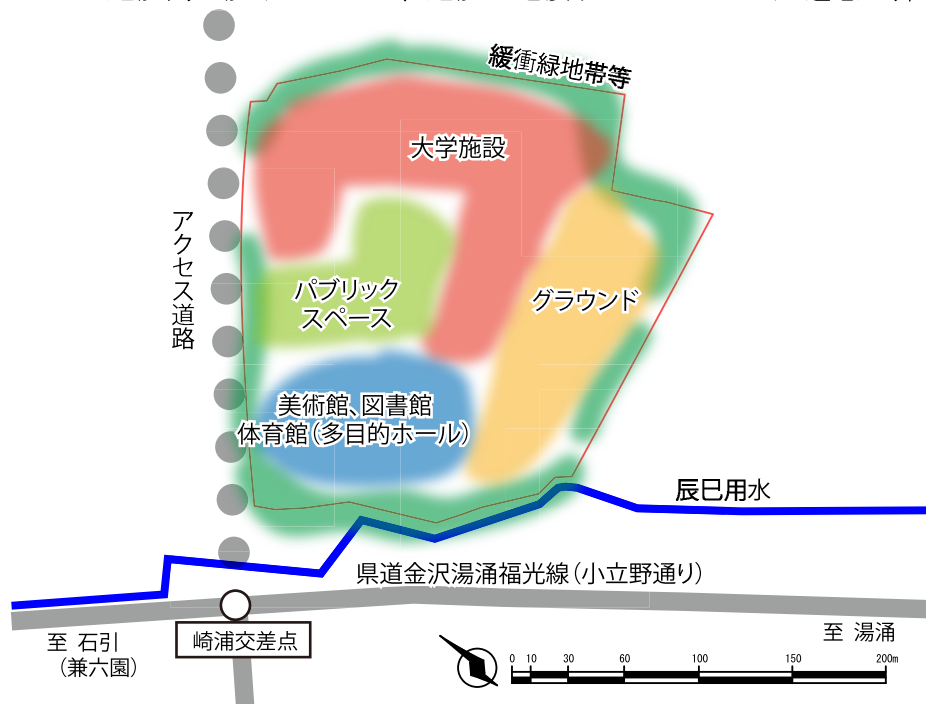 緩衝緑地帯等
大学施設
アクセス道路
パブリック
スペース
グラウンド
美術館、図書館
体育館（多目的ホール）
辰巳用水
県道金沢湯涌福光線（小立野通り）
至 石引
（兼六園）
崎浦交差点
至 湯涌
0 10 30 60 100 150 200m